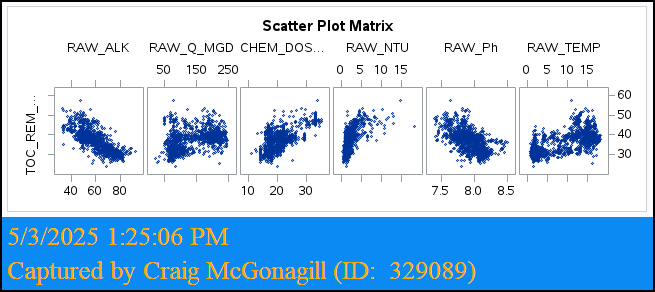 Scatter Plot Matrix
RAW_ALK RAW_Q_MGD CHEM_DOS... RAW_NTU RAW_Ph RAW_TEMP
50 150 250 0 5 10 15 0 5 10 15
TOC_REM_...
60
50
40
30
40 60 80 10 20 30 7.5 8.0 8.5
5/3/2025 1:25:06 PM
Captured by Craig McGonagill (ID: 329089)